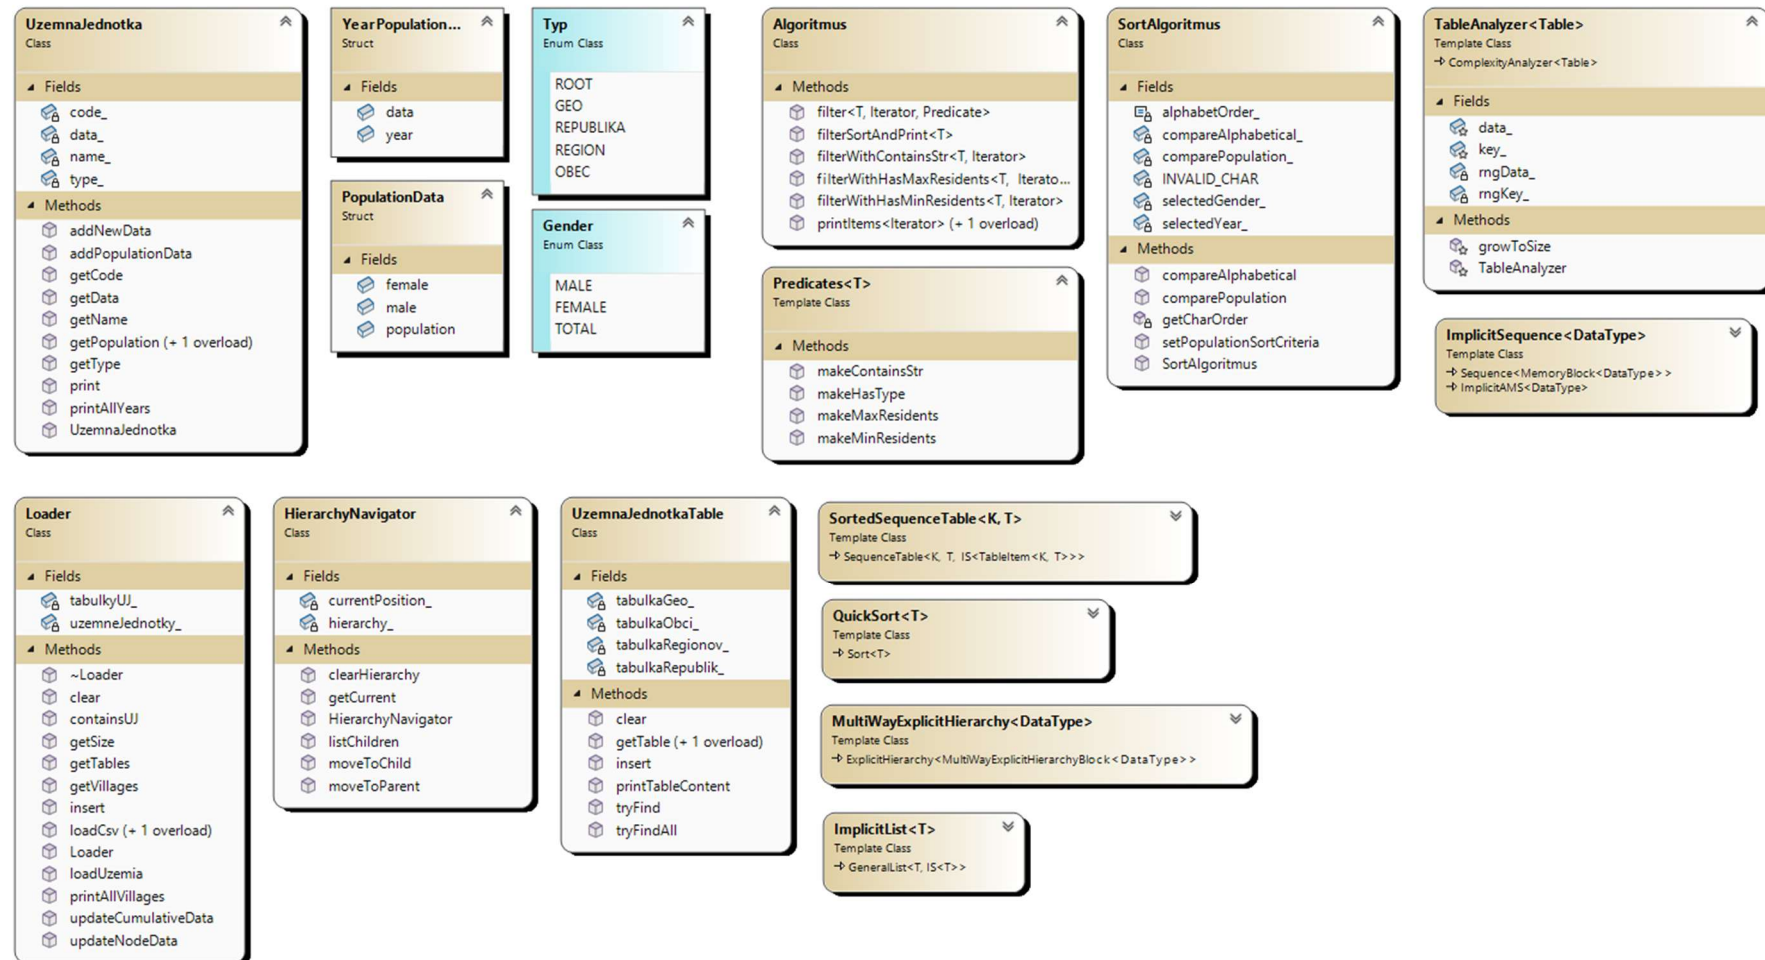 UzemnaJednotka
Class
Fields
code_
data_
name_
type_
Methods
addNewData
addPopulationData
getCode
getData
getName
getPopulation (+ 1 overload)
getType
print
printAllYears
UzemnaJednotka
YearPopulation...
Struct
Fields
data
year
PopulationData
Struct
Fields
female
male
population
Typ
Enum Class
ROOT
GEO
REPUBLIKA
REGION
OBEC
Gender
Enum Class
MALE
FEMALE
TOTAL
Algoritmus
Class
Methods
filter<T, Iterator, Predicate>
filterSortAndPrint<T>
filterWithContainsStr<T, Iterator>
filterWithHasMaxResidents<T, Iterato...
filterWithHasMinResidents<T, Iterator>
printItems<Iterator> (+ 1 overload)
Predicates<T>
Template Class
Methods
makeContainsStr
makeHasType
makeMaxResidents
makeMinResidents
SortAlgoritmus
Class
Fields
alphabetOrder_
compareAlphabetical_
comparePopulation_
INVALID_CHAR
selectedGender_
selectedYear_
Methods
compareAlphabetical
comparePopulation
getCharOrder
setPopulationSortCriteria
SortAlgoritmus
TableAnalyzer<Table>
Template Class
ComplexityAnalyzer<Table>
Fields
data_
key_
rngData_
rngKey_
Methods
growToSize
TableAnalyzer
ImplicitSequence<DataType>
Template Class
Sequence<MemoryBlock<DataType> >
ImplicitAMS<DataType>
Loader
Class
Fields
tabulkyUJ_
uzemneJednotky_
Methods
~Loader
clear
containsUJ
getSize
getTables
getVillages
insert
loadCsv (+ 1 overload)
Loader
loadUzemia
printAllVillages
updateCumulativeData
updateNodeData
HierarchyNavigator
Class
Fields
currentPosition_
hierarchy_
Methods
clearHierarchy
getCurrent
HierarchyNavigator
listChildren
moveToChild
moveToParent
UzemnaJednotkaTable
Class
Fields
tabulkaGeo_
tabulkaObci_
tabulkaRegionov_
tabulkaRepublik_
Methods
clear
getTable (+ 1 overload)
insert
printTableContent
tryFind
tryFindAll
SortedSequenceTable<K, T>
Template Class
SequenceTable<K, T, IS<TableItem<K, T>>>
QuickSort<T>
Template Class
Sort<T>
MultiWayExplicitHierarchy<DataType>
Template Class
ExplicitHierarchy<MultiWayExplicitHierarchyBlock<DataType> >
ImplicitList<T>
Template Class
GeneralList<T, IS<T>>